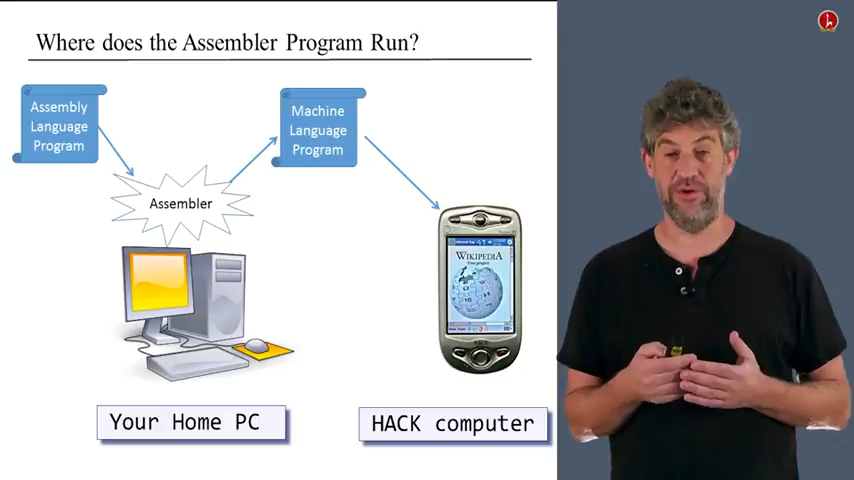 Where does the Assembler Program Run?
Assembly
Language
Program
Machine
Language
Program
Assembler
WIKIPEDIA
Your Home PC
HACK computer